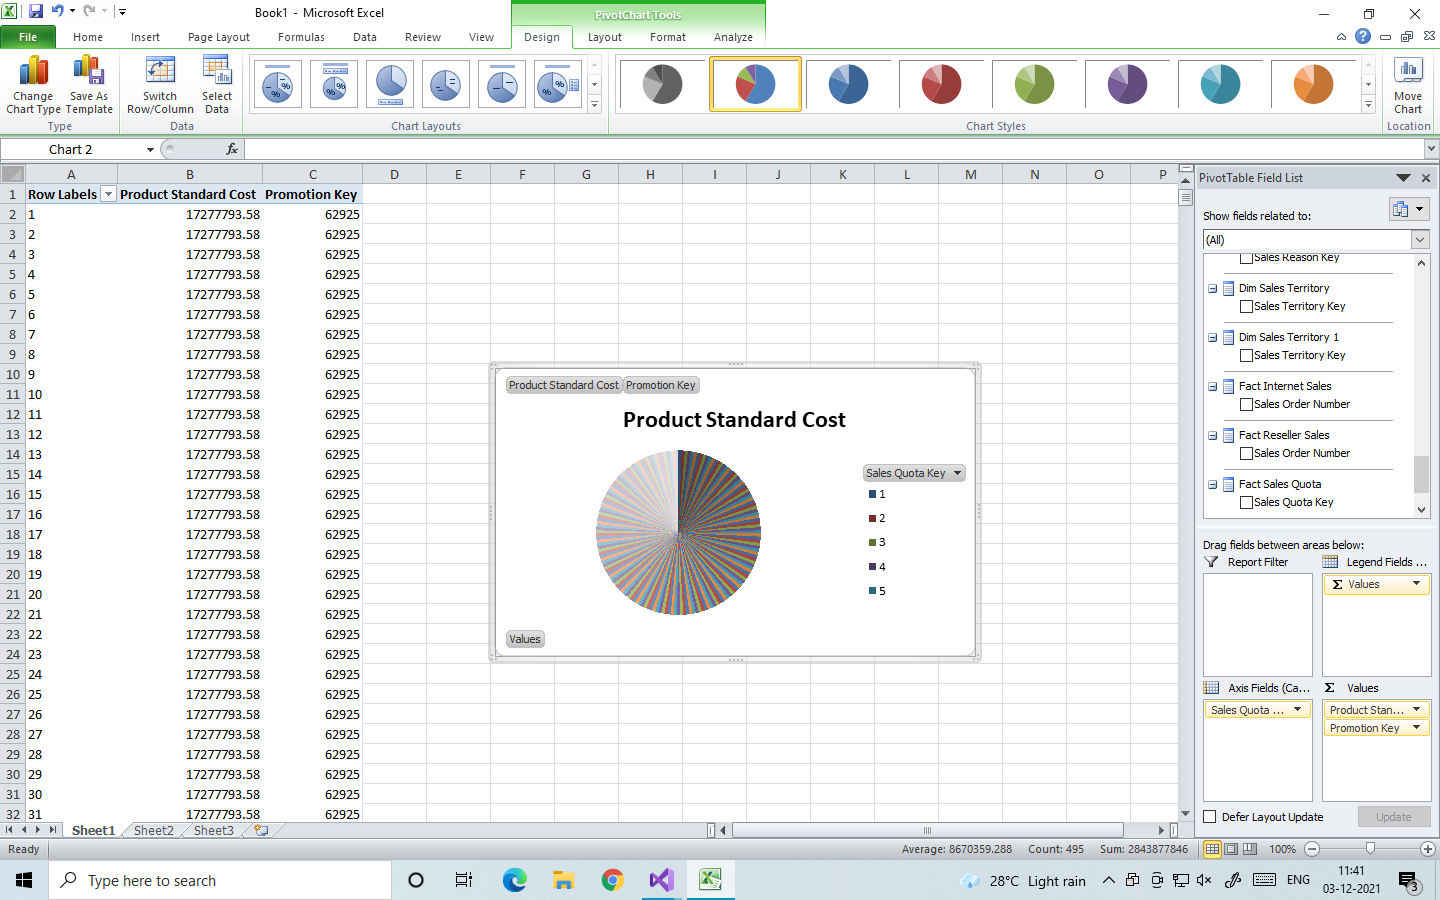 Book1 - Microsoft Excel
PivotChart Tools
File Home Insert Page Layout Formulas Data Review View Design Layout Format Analyze
Change Chart Type
Save As Template
Switch Row/Column
Select Data
Move Chart
Type Data Chart Layouts Chart Styles Location
Chart 2 fx
A B C D E F G H I J K L M N O P
1 Row Labels Product Standard Cost Promotion Key
2 1 17277793.58 62925
3 2 17277793.58 62925
4 3 17277793.58 62925
5 4 17277793.58 62925
6 5 17277793.58 62925
7 6 17277793.58 62925
8 7 17277793.58 62925
9 8 17277793.58 62925
10 9 17277793.58 62925
11 10 17277793.58 62925
12 11 17277793.58 62925
13 12 17277793.58 62925
14 13 17277793.58 62925
15 14 17277793.58 62925
16 15 17277793.58 62925
17 16 17277793.58 62925
18 17 17277793.58 62925
19 18 17277793.58 62925
20 19 17277793.58 62925
21 20 17277793.58 62925
22 21 17277793.58 62925
23 22 17277793.58 62925
24 23 17277793.58 62925
25 24 17277793.58 62925
26 25 17277793.58 62925
27 26 17277793.58 62925
28 27 17277793.58 62925
29 28 17277793.58 62925
30 29 17277793.58 62925
31 30 17277793.58 62925
32 31 17277793.58 62925
Product Standard Cost Promotion Key
Product Standard Cost
Sales Quota Key
1
2
3
4
5
Values
PivotTable Field List
Show fields related to:
(All)
Sales Reason Key
Dim Sales Territory
Sales Territory Key
Dim Sales Territory 1
Sales Territory Key
Fact Internet Sales
Sales Order Number
Fact Reseller Sales
Sales Order Number
Fact Sales Quota
Sales Quota Key
Drag fields between areas below:
Report Filter Legend Fields ...
Σ Values
Axis Fields (Ca... Σ Values
Sales Quota ... Product Stan...
Promotion Key
Defer Layout Update Update
Sheet1 Sheet2 Sheet3
Ready Average: 8670359.288 Count: 495 Sum: 2843877846 100%
Type here to search
28°C Light rain
ENG
11:41
03-12-2021
3